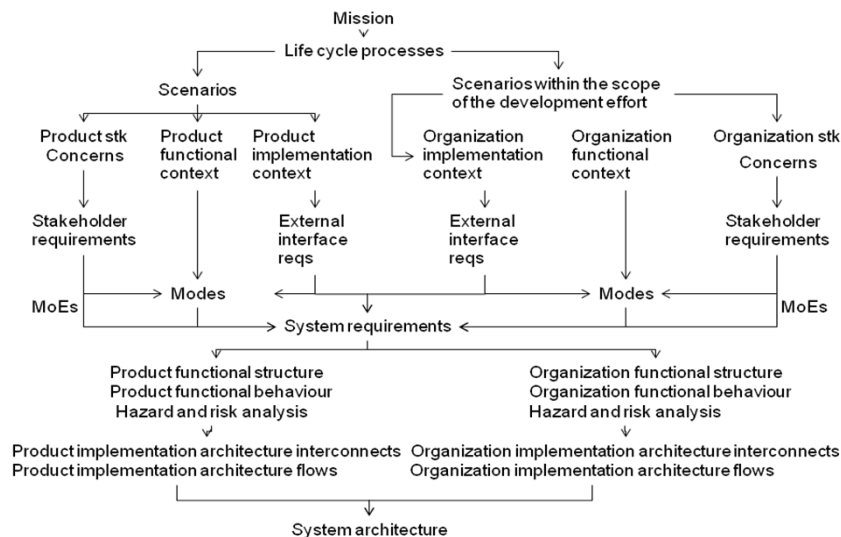 Mission
Life cycle processes
Scenarios
Scenarios within the scope
of the development effort
Product stk
Concerns
Product
functional
context
Product
implementation
context
Organization
implementation
context
Organization
functional
context
Organization stk
Concerns
Stakeholder
requirements
External
interface
reqs
External
interface
reqs
Stakeholder
requirements
MoEs
Modes
Modes
MoEs
System requirements
Product functional structure
Product functional behaviour
Hazard and risk analysis
Organization functional structure
Organization functional behaviour
Hazard and risk analysis
Product implementation architecture interconnects
Product implementation architecture flows
Organization implementation architecture interconnects
Organization implementation architecture flows
System architecture